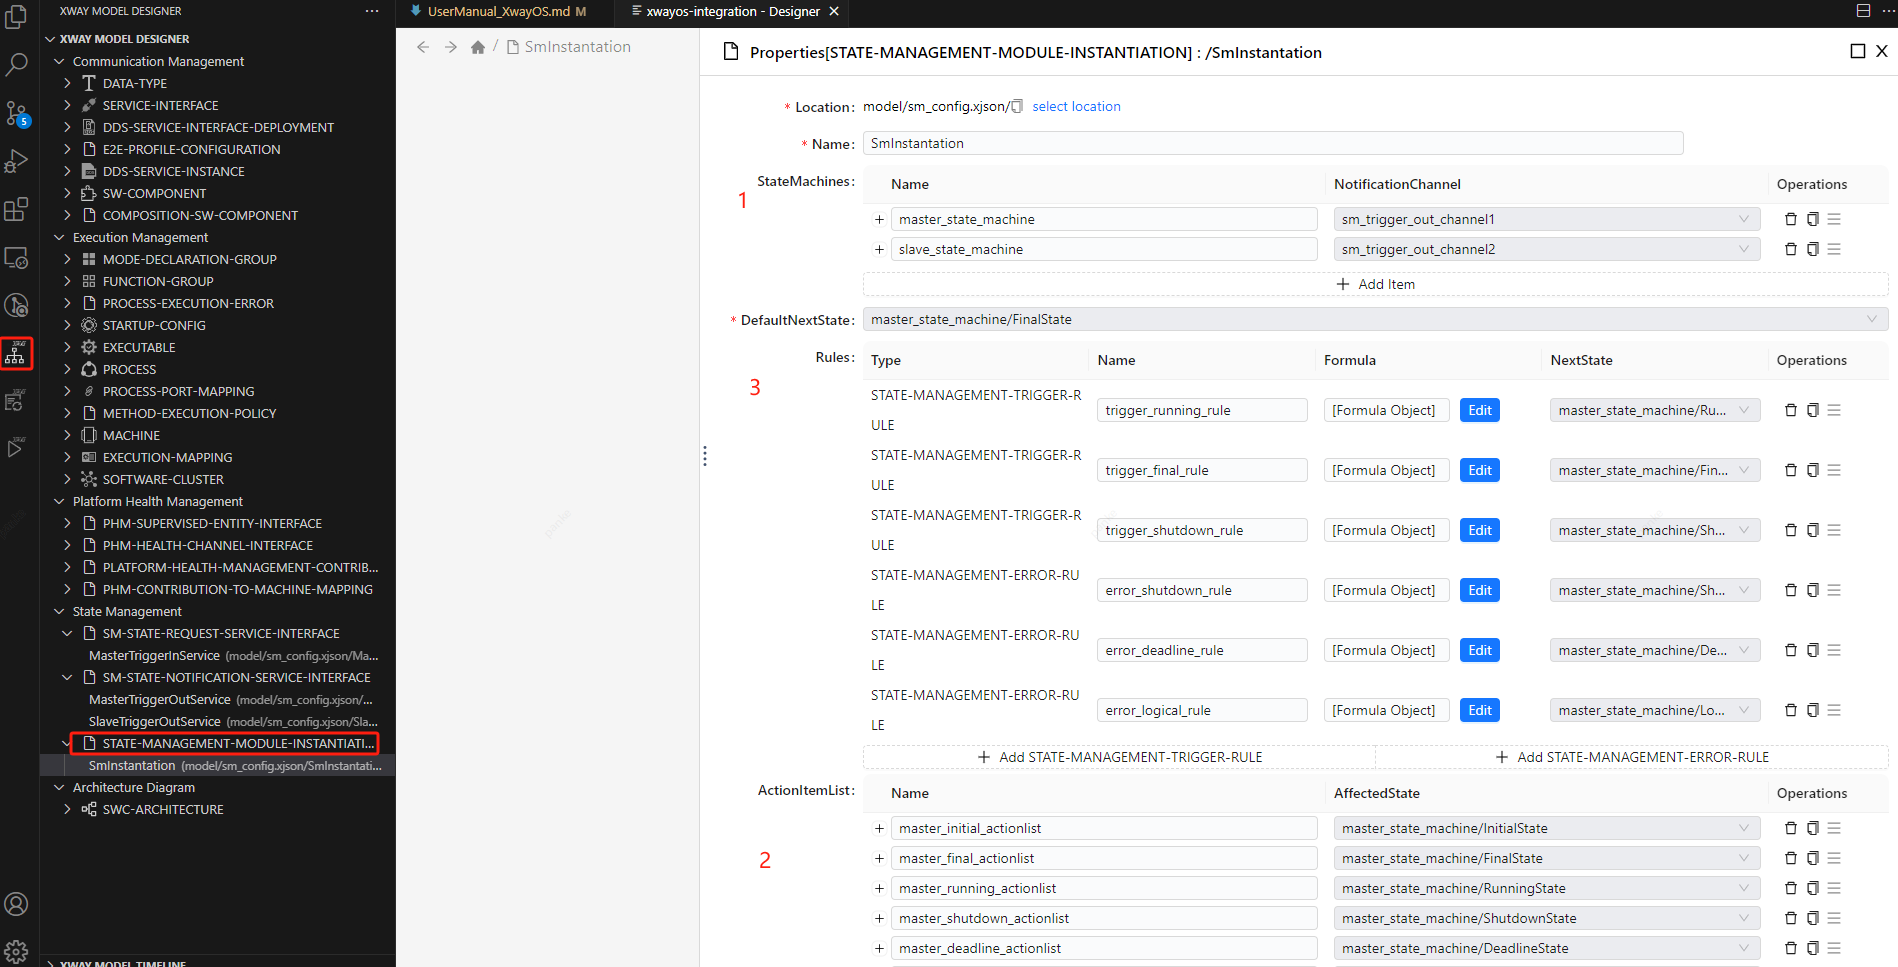 XWAY MODEL DESIGNER
UserManual_XwayOS.md M
xwayos-integration - Designer
XWAY MODEL DESIGNER
Communication Management
DATA-TYPE
SERVICE-INTERFACE
DDS-SERVICE-INTERFACE-DEPLOYMENT
E2E-PROFILE-CONFIGURATION
DDS-SERVICE-INSTANCE
SW-COMPONENT
COMPOSITION-SW-COMPONENT
Execution Management
MODE-DECLARATION-GROUP
FUNCTION-GROUP
PROCESS-EXECUTION-ERROR
STARTUP-CONFIG
EXECUTABLE
PROCESS
PROCESS-PORT-MAPPING
METHOD-EXECUTION-POLICY
MACHINE
EXECUTION-MAPPING
SOFTWARE-CLUSTER
Platform Health Management
PHM-SUPERVISED-ENTITY-INTERFACE
PHM-HEALTH-CHANNEL-INTERFACE
PLATFORM-HEALTH-MANAGEMENT-CONTRIB...
PHM-CONTRIBUTION-TO-MACHINE-MAPPING
State Management
SM-STATE-REQUEST-SERVICE-INTERFACE
MasterTriggerInService (model/sm_config.xjson/Ma...
SM-STATE-NOTIFICATION-SERVICE-INTERFACE
MasterTriggerOutService (model/sm_config.xjson/...
SlaveTriggerOutService (model/sm_config.xjson/Sla...
STATE-MANAGEMENT-MODULE-INSTANTIATI...
SmInstantation (model/sm_config.xjson/SmInstantati...
Architecture Diagram
SWC-ARCHITECTURE
XWAY MODEL TIMELINE
5
/ SmInstantation
Properties[STATE-MANAGEMENT-MODULE-INSTANTIATION] : /SmInstantation
* Location: model/sm_config.xjson/ select location
* Name: SmInstantation
StateMachines: Name NotificationChannel Operations
1
+ master_state_machine sm_trigger_out_channel1
+ slave_state_machine sm_trigger_out_channel2
+ Add Item
* DefaultNextState: master_state_machine/FinalState
Rules: Type Name Formula NextState Operations
3
STATE-MANAGEMENT-TRIGGER-R
ULE
trigger_running_rule [Formula Object] Edit master_state_machine/Ru...
STATE-MANAGEMENT-TRIGGER-R
ULE
trigger_final_rule [Formula Object] Edit master_state_machine/Fin...
STATE-MANAGEMENT-TRIGGER-R
ULE
trigger_shutdown_rule [Formula Object] Edit master_state_machine/Sh...
STATE-MANAGEMENT-ERROR-RU
LE
error_shutdown_rule [Formula Object] Edit master_state_machine/Sh...
STATE-MANAGEMENT-ERROR-RU
LE
error_deadline_rule [Formula Object] Edit master_state_machine/De...
STATE-MANAGEMENT-ERROR-RU
LE
error_logical_rule [Formula Object] Edit master_state_machine/Lo...
+ Add STATE-MANAGEMENT-TRIGGER-RULE + Add STATE-MANAGEMENT-ERROR-RULE
ActionItemList: Name AffectedState Operations
+ master_initial_actionlist master_state_machine/InitialState
2
+ master_final_actionlist master_state_machine/FinalState
+ master_running_actionlist master_state_machine/RunningState
+ master_shutdown_actionlist master_state_machine/ShutdownState
+ master_deadline_actionlist master_state_machine/DeadlineState